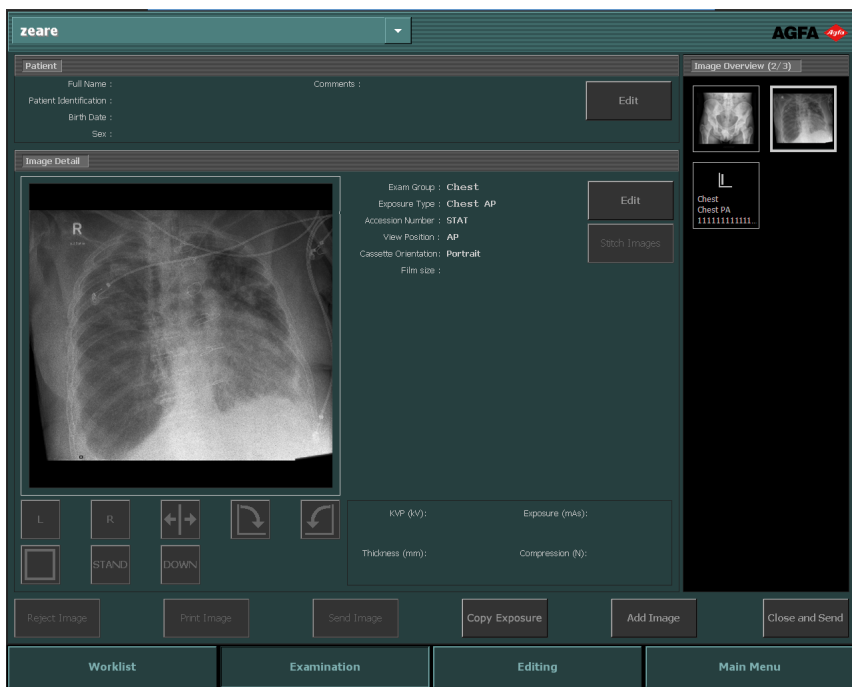 zeare
AGFA Agfa
Patient
Full Name :
Comments :
Patient Identification :
Birth Date :
Sex :
Edit
Image Overview (2/3)
Image Detail
R
Exam Group : Chest
Exposure Type : Chest AP
Accession Number : STAT
View Position : AP
Cassette Orientation: Portrait
Film size :
Edit
Stitch Images
L
Chest
Chest PA
111111111111...
L
R
STAND
DOWN
KVP (kV):
Exposure (mAs):
Thickness (mm):
Compression (N):
Reject Image
Print Image
Send Image
Copy Exposure
Add Image
Close and Send
Worklist
Examination
Editing
Main Menu